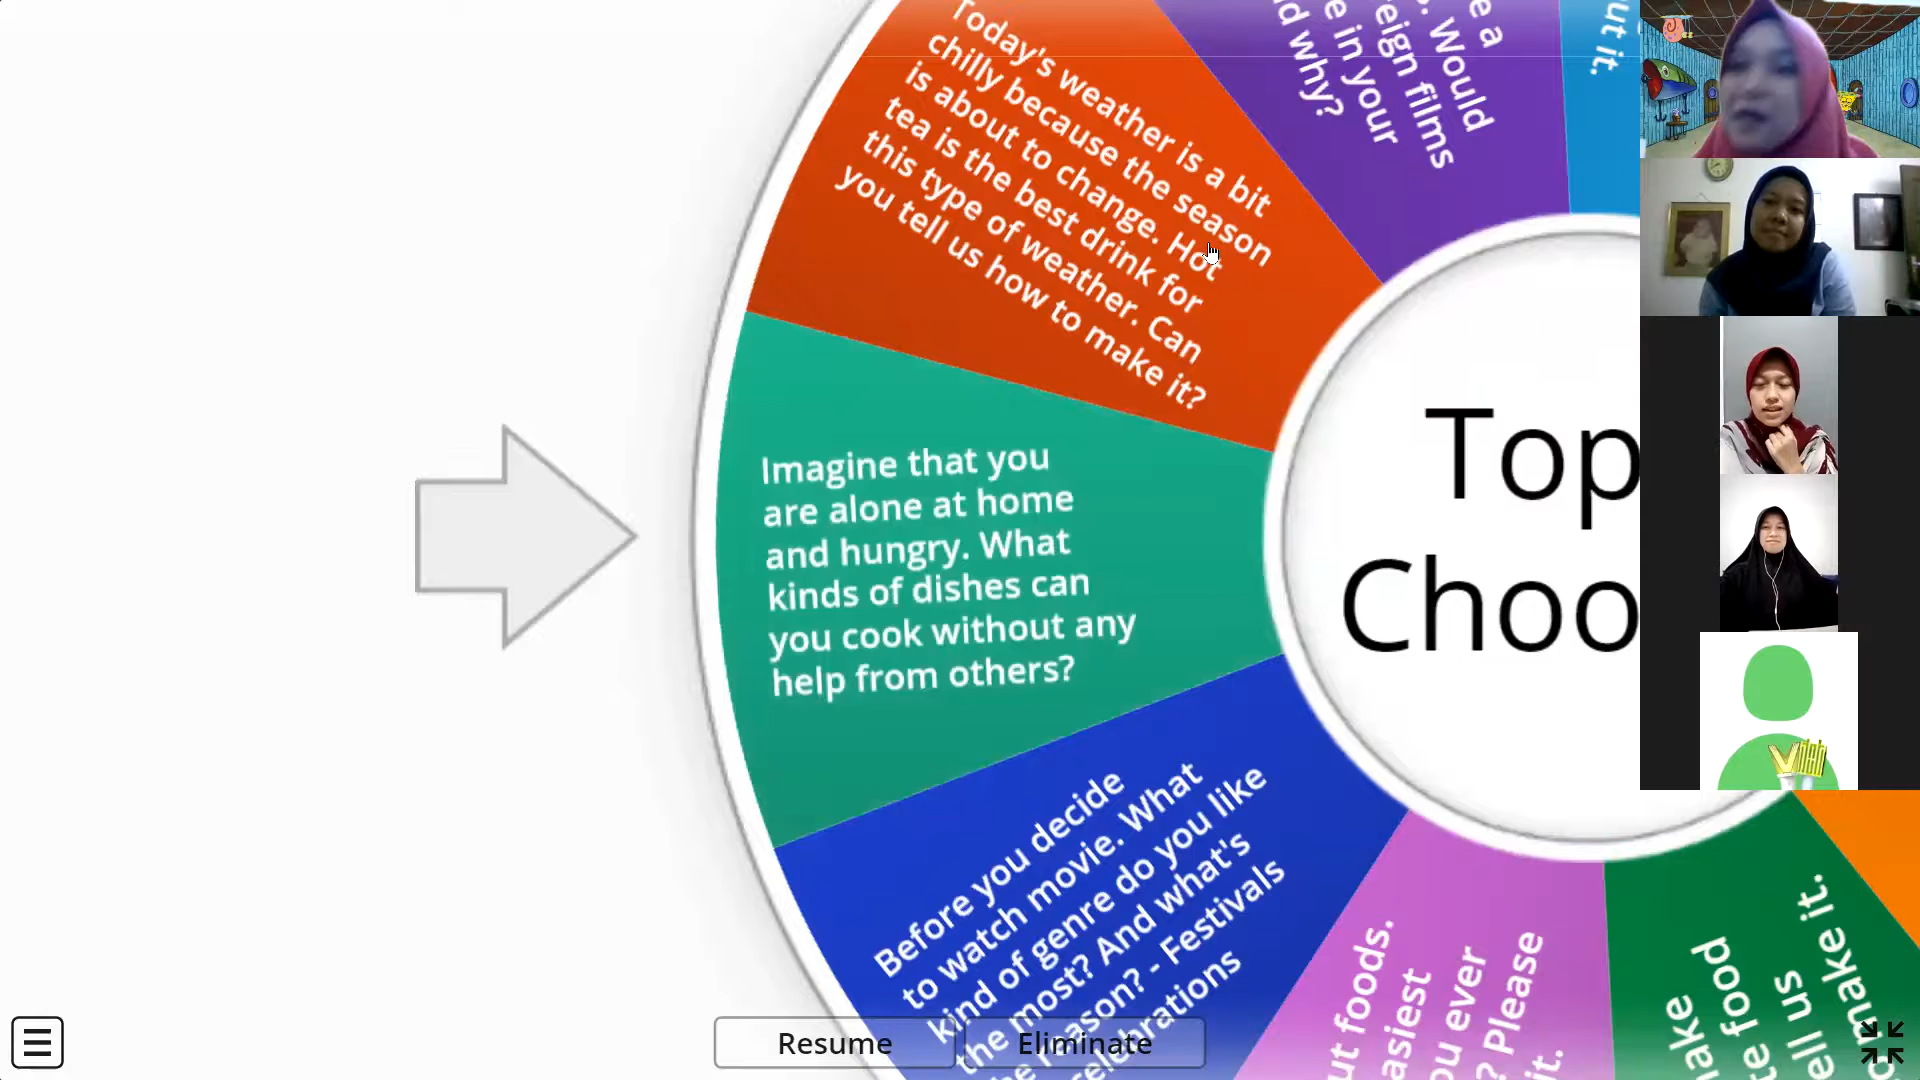 Today's weather is a bit
chilly because the season
is about to change. Hot
tea is the best drink for
this type of weather. Can
you tell us how to make it?
e a
. Would
reign films
e in your
d why?
ut it.
Imagine that you
are alone at home
and hungry. What
kinds of dishes can
you cook without any
help from others?
Top
Choo
Before you decide
to watch movie. What
kind of genre do you like
the most? And what's
he reason? - Festivals
elebrations
ut foods.
asiest
ou ever
? Please
it.
make it.
ell us
te food
ake
Resume
Eliminate